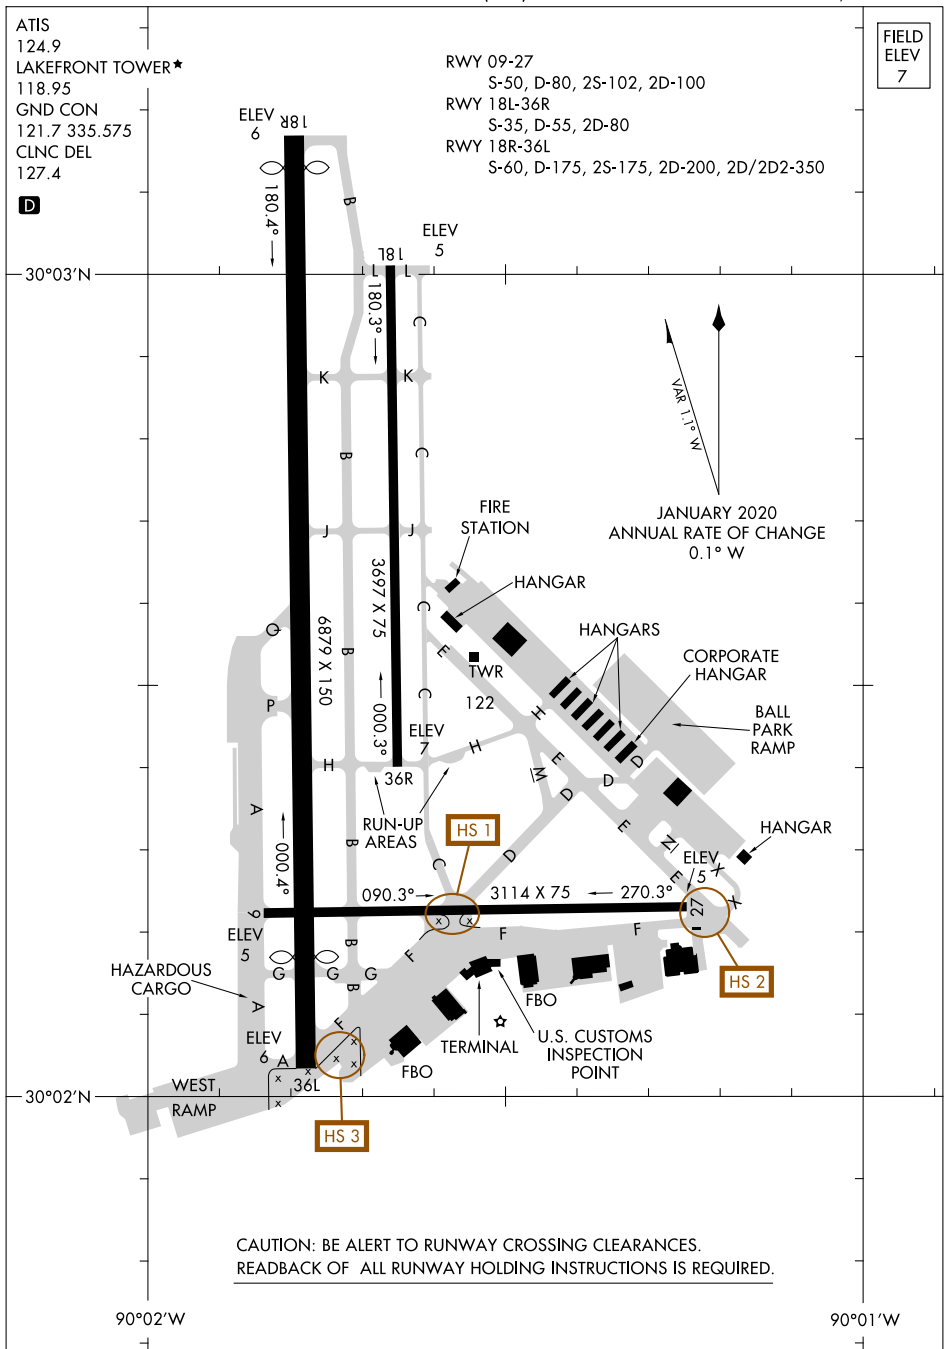 ATIS
124.9
LAKEFRONT TOWER★
118.95
GND CON
121.7 335.575
CLNC DEL
127.4
D
RWY 09-27
S-50, D-80, 2S-102, 2D-100
RWY 18L-36R
S-35, D-55, 2D-80
RWY 18R-36L
S-60, D-175, 2S-175, 2D-200, 2D/2D2-350
FIELD
ELEV
7
ELEV
6
18R
180.4°
B
ELEV
5
18L
L
L
30°03'N
180.3°
C
K
K
VAR 1.1° W
B
C
JANUARY 2020
ANNUAL RATE OF CHANGE
0.1° W
FIRE
STATION
J
J
3697 X 75
HANGAR
C
Q
6879 X 150
B
E
HANGARS
TWR
122
CORPORATE
HANGAR
P
C
000.3°
H
BALL
PARK
RAMP
ELEV
7
H
E
D
H
36R
M
D
D
A
RUN-UP
AREAS
HS 1
E
HANGAR
000.4°
B
C
D
N
ELEV
5
X
E
090.3°
3114 X 75
270.3°
X
9
27
ELEV
5
B
F
F
F
HAZARDOUS
CARGO
G
G
G
HS 2
B
FBO
A
F
ELEV
6
A
TERMINAL
U.S. CUSTOMS
INSPECTION
POINT
FBO
x
x
x
x
x
x
x
x
WEST
RAMP
36L
30°02'N
HS 3
CAUTION: BE ALERT TO RUNWAY CROSSING CLEARANCES.
READBACK OF ALL RUNWAY HOLDING INSTRUCTIONS IS REQUIRED.
90°02'W
90°01'W